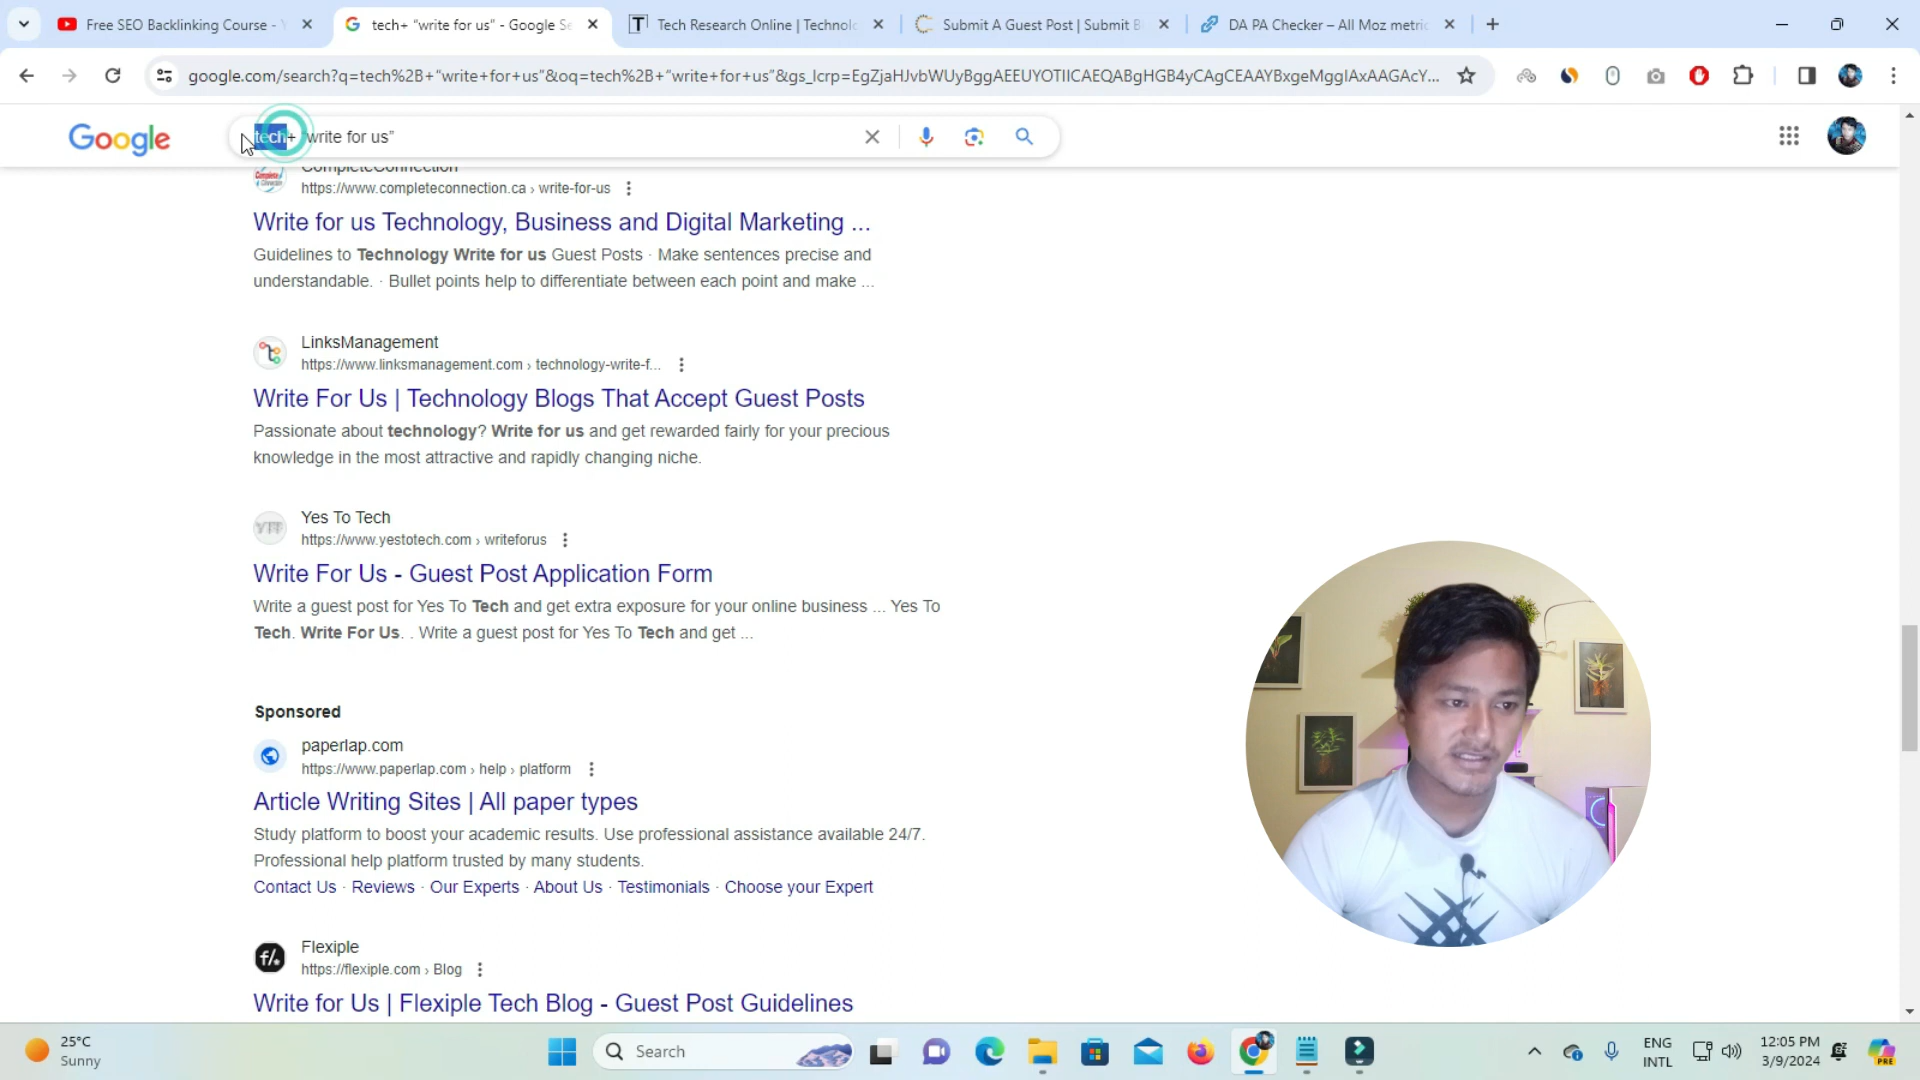 Free SEO Backlinking Course - Y
tech+ “write for us” - Google Se
Tech Research Online | Technolo
Submit A Guest Post | Submit B
DA PA Checker – All Moz metric
google.com/search?q=tech%2B+“write+for+us”&oq=tech%2B+“write+for+us”&gs_lcrp=EgZjaHJvbWUyBggAEEUYOTIICAEQABgHGB4yCAgCEAAYBxgeMggIAxAAGAcY...
Google
tech+ “write for us”
CompleteConnection
https://www.completeconnection.ca › write-for-us
Write for us Technology, Business and Digital Marketing ...
Guidelines to Technology Write for us Guest Posts · Make sentences precise and
understandable. · Bullet points help to differentiate between each point and make ...
LinksManagement
https://www.linksmanagement.com › technology-write-f...
Write For Us | Technology Blogs That Accept Guest Posts
Passionate about technology? Write for us and get rewarded fairly for your precious
knowledge in the most attractive and rapidly changing niche.
YTT
Yes To Tech
https://www.yestotech.com › writeforus
Write For Us - Guest Post Application Form
Write a guest post for Yes To Tech and get extra exposure for your online business ... Yes To
Tech. Write For Us. . Write a guest post for Yes To Tech and get ...
Sponsored
paperlap.com
https://www.paperlap.com › help › platform
Article Writing Sites | All paper types
Study platform to boost your academic results. Use professional assistance available 24/7.
Professional help platform trusted by many students.
Contact Us · Reviews · Our Experts · About Us · Testimonials · Choose your Expert
f/.
Flexiple
https://flexiple.com › Blog
Write for Us | Flexiple Tech Blog - Guest Post Guidelines
25°C
Sunny
Search
ENG
INTL
12:05 PM
3/9/2024
PRE